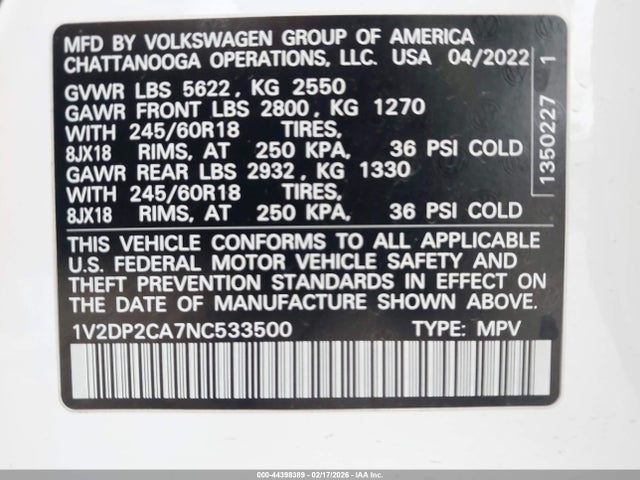 MFD BY VOLKSWAGEN GROUP OF AMERICA
CHATTANOOGA OPERATIONS, LLC. USA 04/2022
GVWR LBS 5622, KG 2550
GAWR FRONT LBS 2800, KG 1270
WITH 245/60R18 TIRES,
8JX18 RIMS, AT 250 KPA, 36 PSI COLD
GAWR REAR LBS 2932, KG 1330
WITH 245/60R18 TIRES,
8JX18 RIMS, AT 250 KPA, 36 PSI COLD
THIS VEHICLE CONFORMS TO ALL APPLICABLE
U.S. FEDERAL MOTOR VEHICLE SAFETY AND
THEFT PREVENTION STANDARDS IN EFFECT ON
THE DATE OF MANUFACTURE SHOWN ABOVE.
1V2DP2CA7NC533500 TYPE: MPV
1350227 1
000-44398389 - 02/17/2026 - IAA Inc.